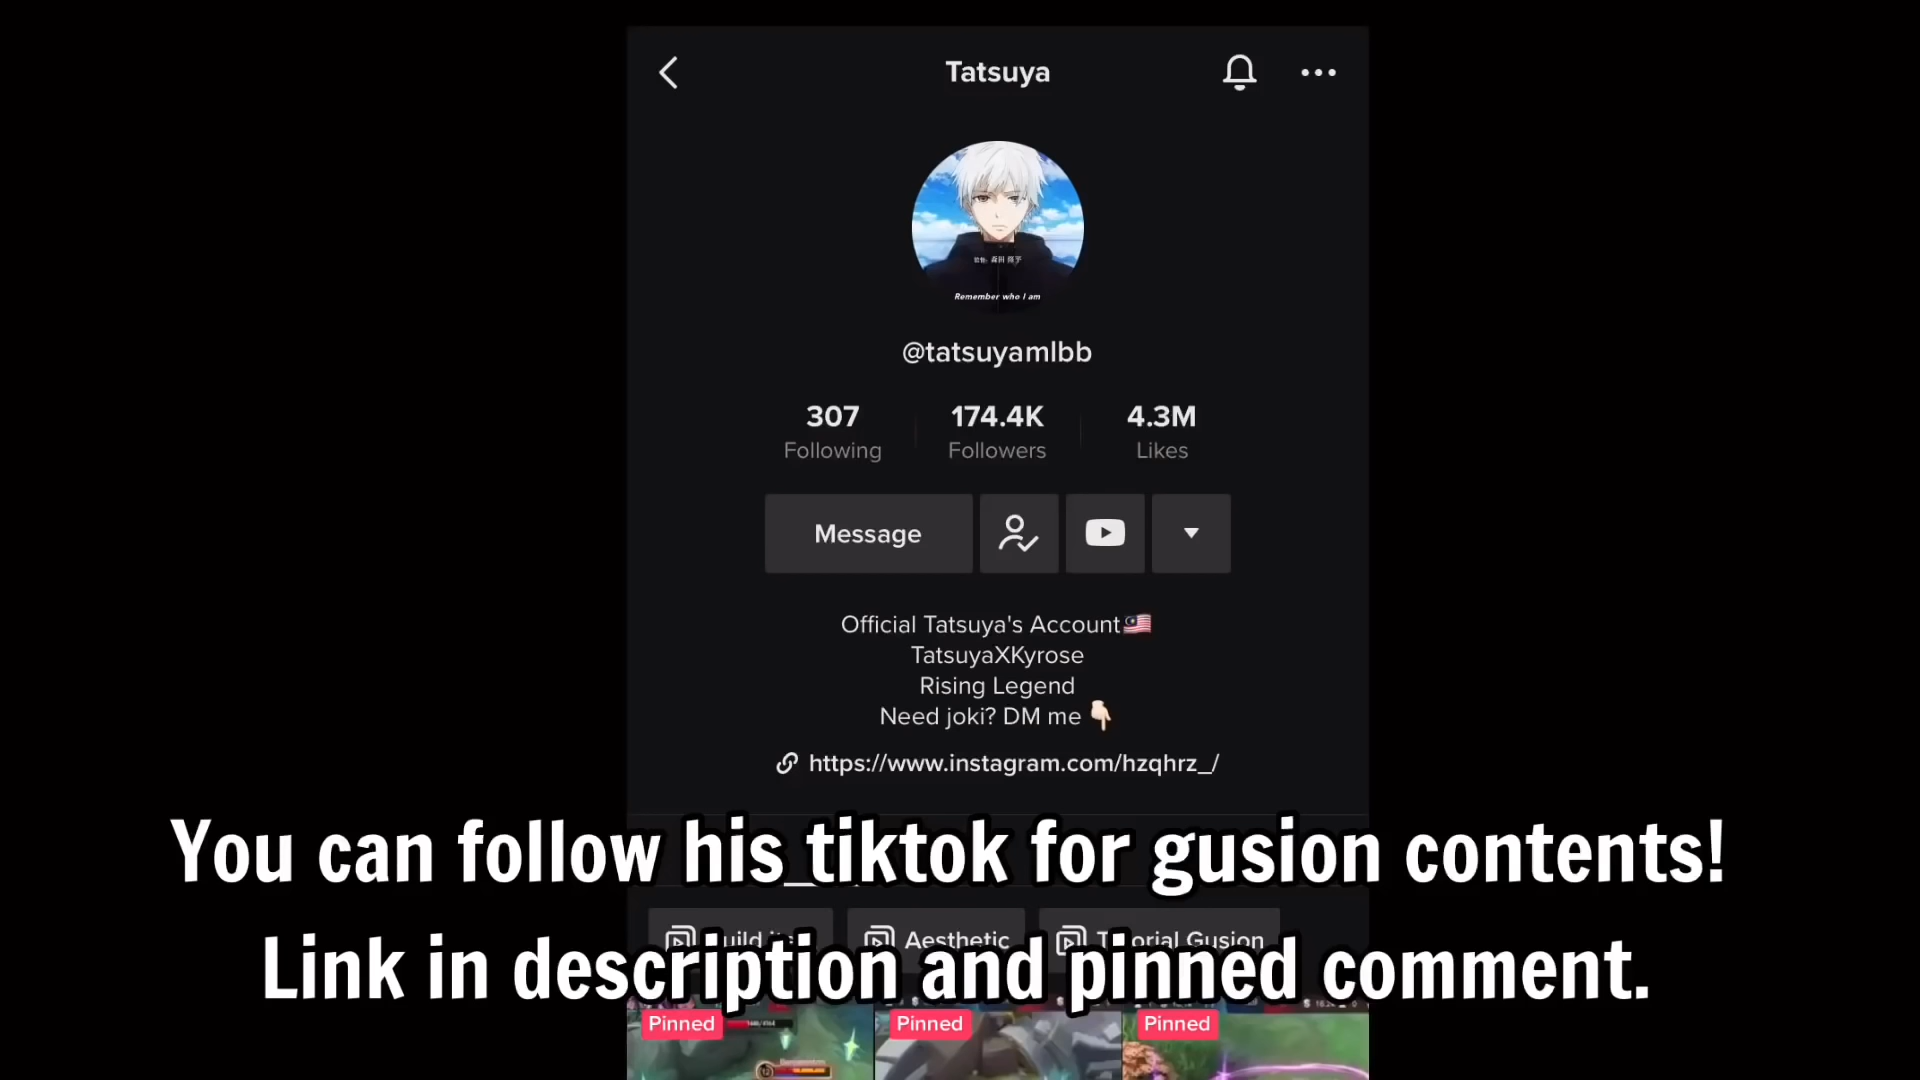 Tatsuya
Remember who I am
@tatsuyamlbb
307 174.4K 4.3M
Following Followers Likes
Message
Official Tatsuya's Account🇲🇾
TatsuyaXKyrose
Rising Legend
Need joki? DM me 👇🏻
https://www.instagram.com/hzqhrz_/
You can follow his tiktok for gusion contents!
Aesthetic Gusion
Link in description and pinned comment.
Pinned Pinned Pinned